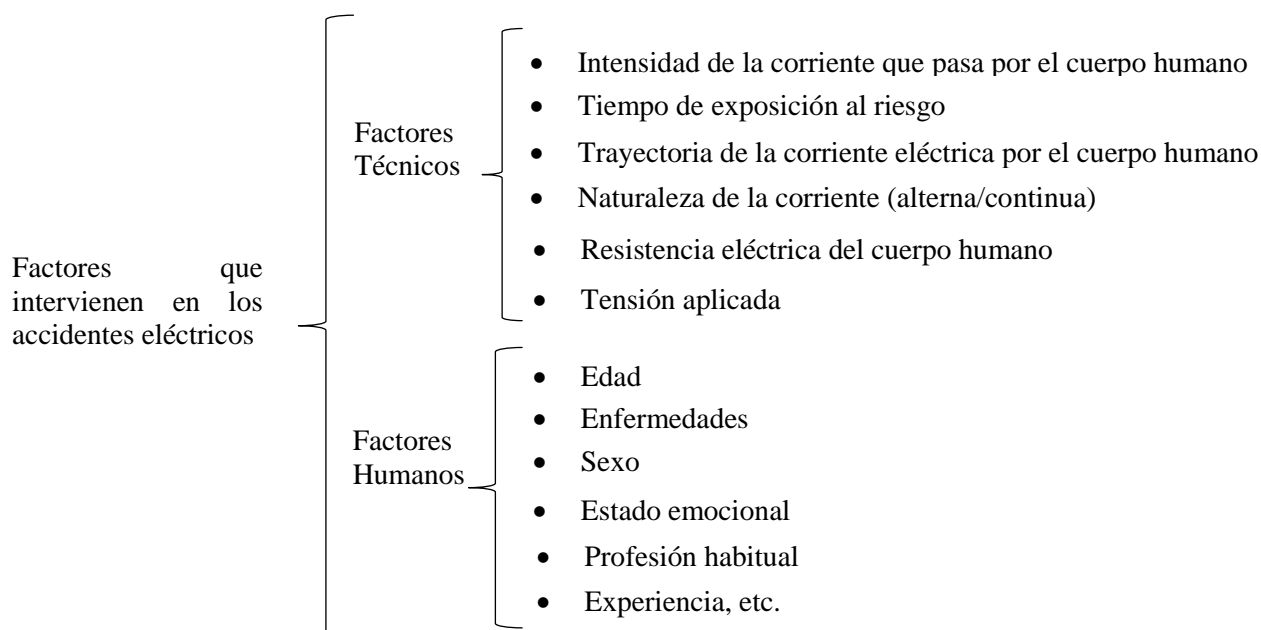 Factores que
intervienen en los
accidentes eléctricos
Factores
Técnicos
• Intensidad de la corriente que pasa por el cuerpo humano
• Tiempo de exposición al riesgo
• Trayectoria de la corriente eléctrica por el cuerpo humano
• Naturaleza de la corriente (alterna/continua)
• Resistencia eléctrica del cuerpo humano
• Tensión aplicada
Factores
Humanos
• Edad
• Enfermedades
• Sexo
• Estado emocional
• Profesión habitual
• Experiencia, etc.